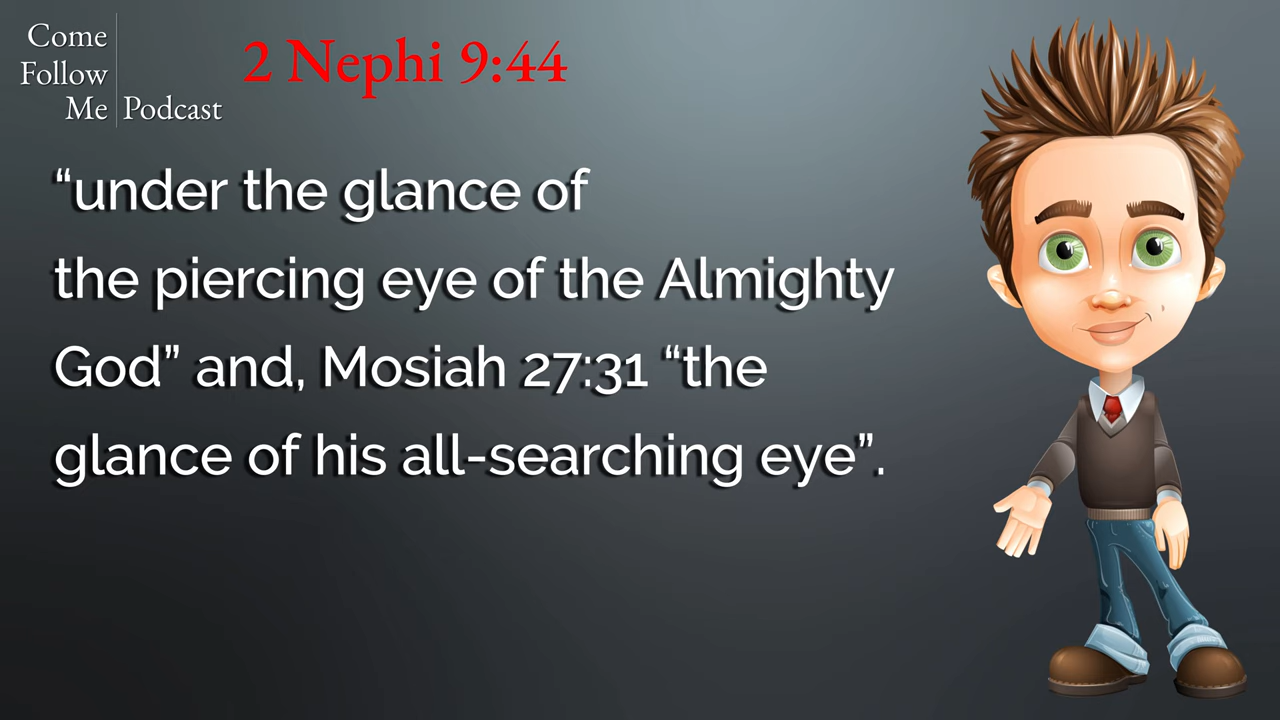 Come
Follow
Me Podcast
2 Nephi 9:44
“under the glance of
the piercing eye of the Almighty
God” and, Mosiah 27:31 “the
glance of his all-searching eye”.